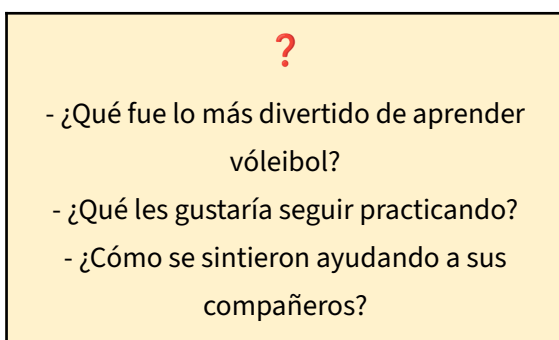 ❓
- ¿Qué fue lo más divertido de aprender
vóleibol?
- ¿Qué les gustaría seguir practicando?
- ¿Cómo se sintieron ayudando a sus
compañeros?